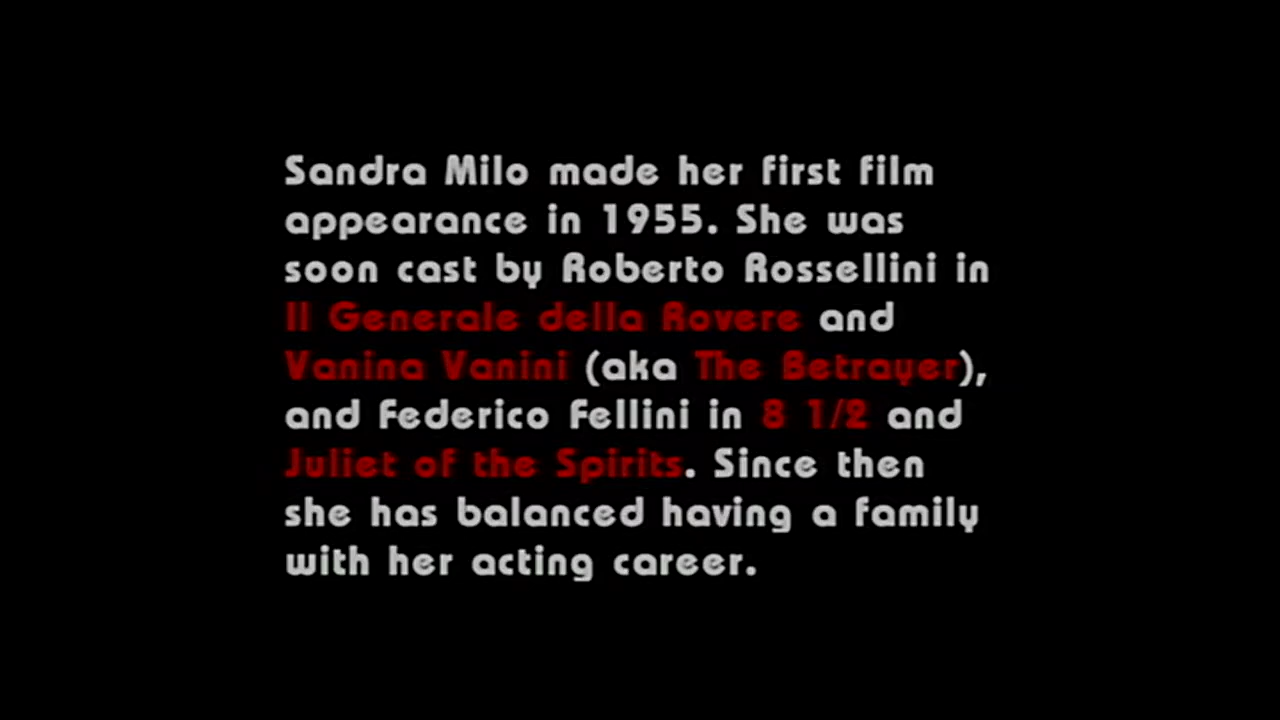 Sandra Milo made her first film
appearance in 1955. She was
soon cast by Roberto Rossellini in
Il Generale della Rovere and
Vanina Vanini (aka The Betrayer),
and Federico Fellini in 8 1/2 and
Juliet of the Spirits. Since then
she has balanced having a family
with her acting career.